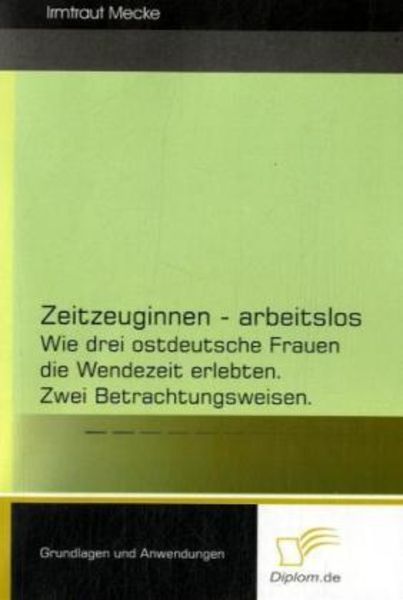 Irmtraut Mecke
Zeitzeuginnen - arbeitslos
Wie drei ostdeutsche Frauen
die Wendezeit erlebten.
Zwei Betrachtungsweisen.
Grundlagen und Anwendungen
Diplom.de